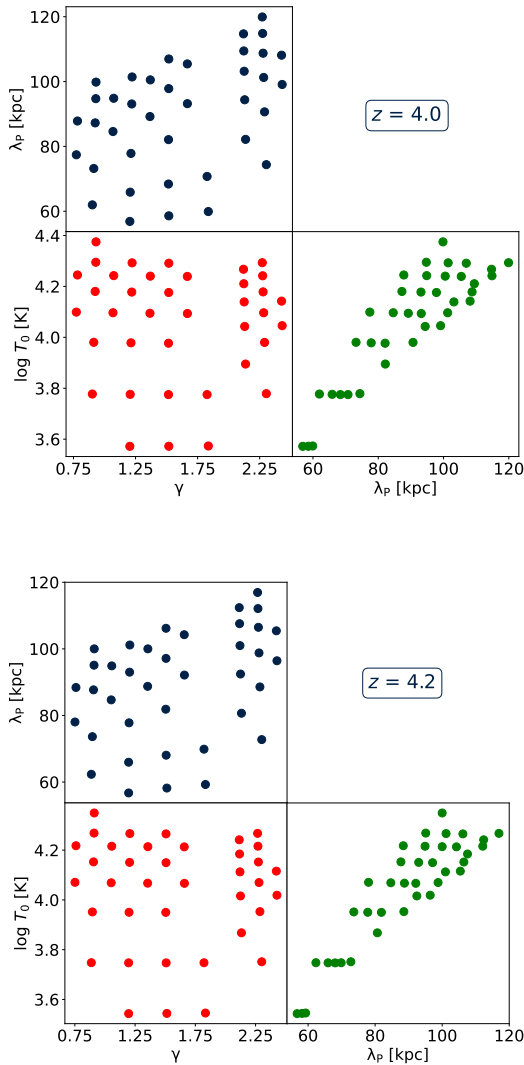 120
100
80
60
λP [kpc]
z = 4.0
4.4
4.2
4.0
3.8
3.6
log T0 [K]
0.75 1.25 1.75 2.25
γ
60 80 100 120
λP [kpc]
120
100
80
60
λP [kpc]
z = 4.2
4.2
4.0
3.8
3.6
log T0 [K]
0.75 1.25 1.75 2.25
γ
60 80 100 120
λP [kpc]